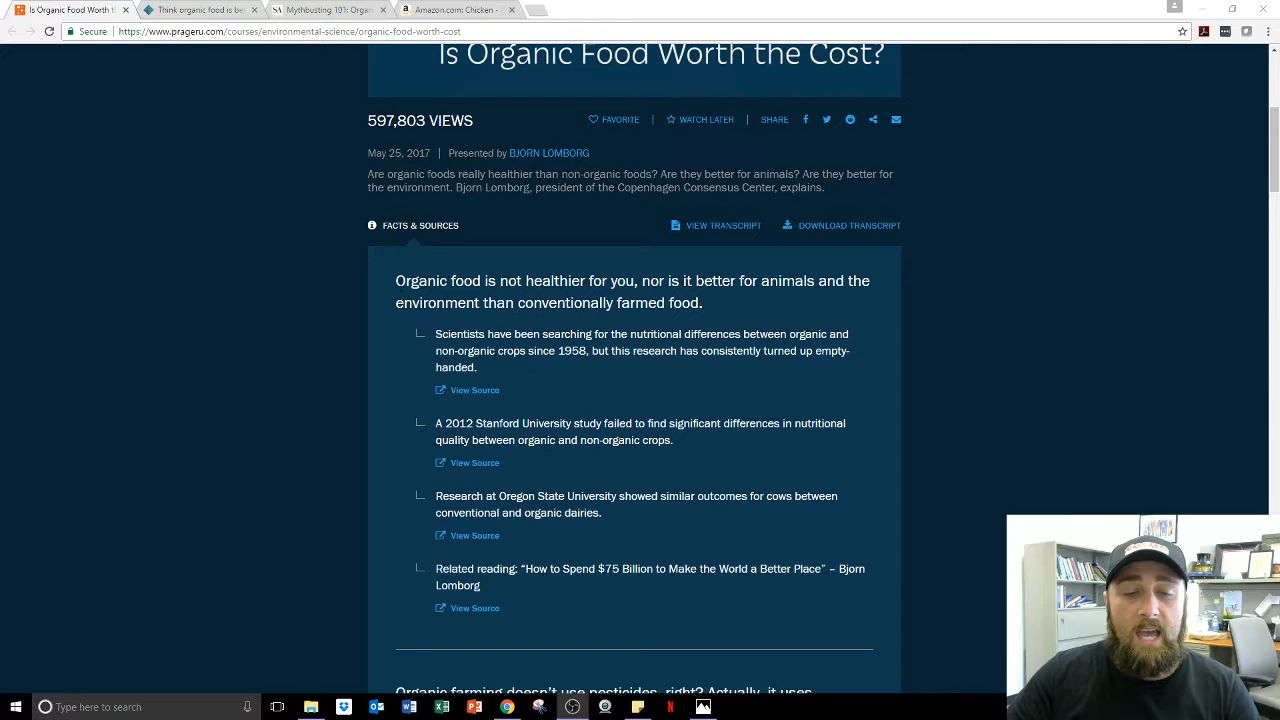 Is Organic Food Worth th
Think organic food is be
Mythbusting 101: Organi
Amazon.com: Chicken -
Secure
https://www.prageru.com/courses/environmental-science/organic-food-worth-cost
Is Organic Food Worth the Cost?
597,803 VIEWS
FAVORITE
WATCH LATER
SHARE
May 25, 2017 | Presented by BJORN LOMBORG
Are organic foods really healthier than non-organic foods? Are they better for animals? Are they better for
the environment. Bjorn Lomborg, president of the Copenhagen Consensus Center, explains.
FACTS & SOURCES
VIEW TRANSCRIPT
DOWNLOAD TRANSCRIPT
Organic food is not healthier for you, nor is it better for animals and the
environment than conventionally farmed food.
Scientists have been searching for the nutritional differences between organic and
non-organic crops since 1958, but this research has consistently turned up empty-
handed.
View Source
A 2012 Stanford University study failed to find significant differences in nutritional
quality between organic and non-organic crops.
View Source
Research at Oregon State University showed similar outcomes for cows between
conventional and organic dairies.
View Source
Related reading: “How to Spend $75 Billion to Make the World a Better Place” – Bjorn
Lomborg
View Source
Organic farming doesn't use pesticides, right? Actually, it uses
Type here to search